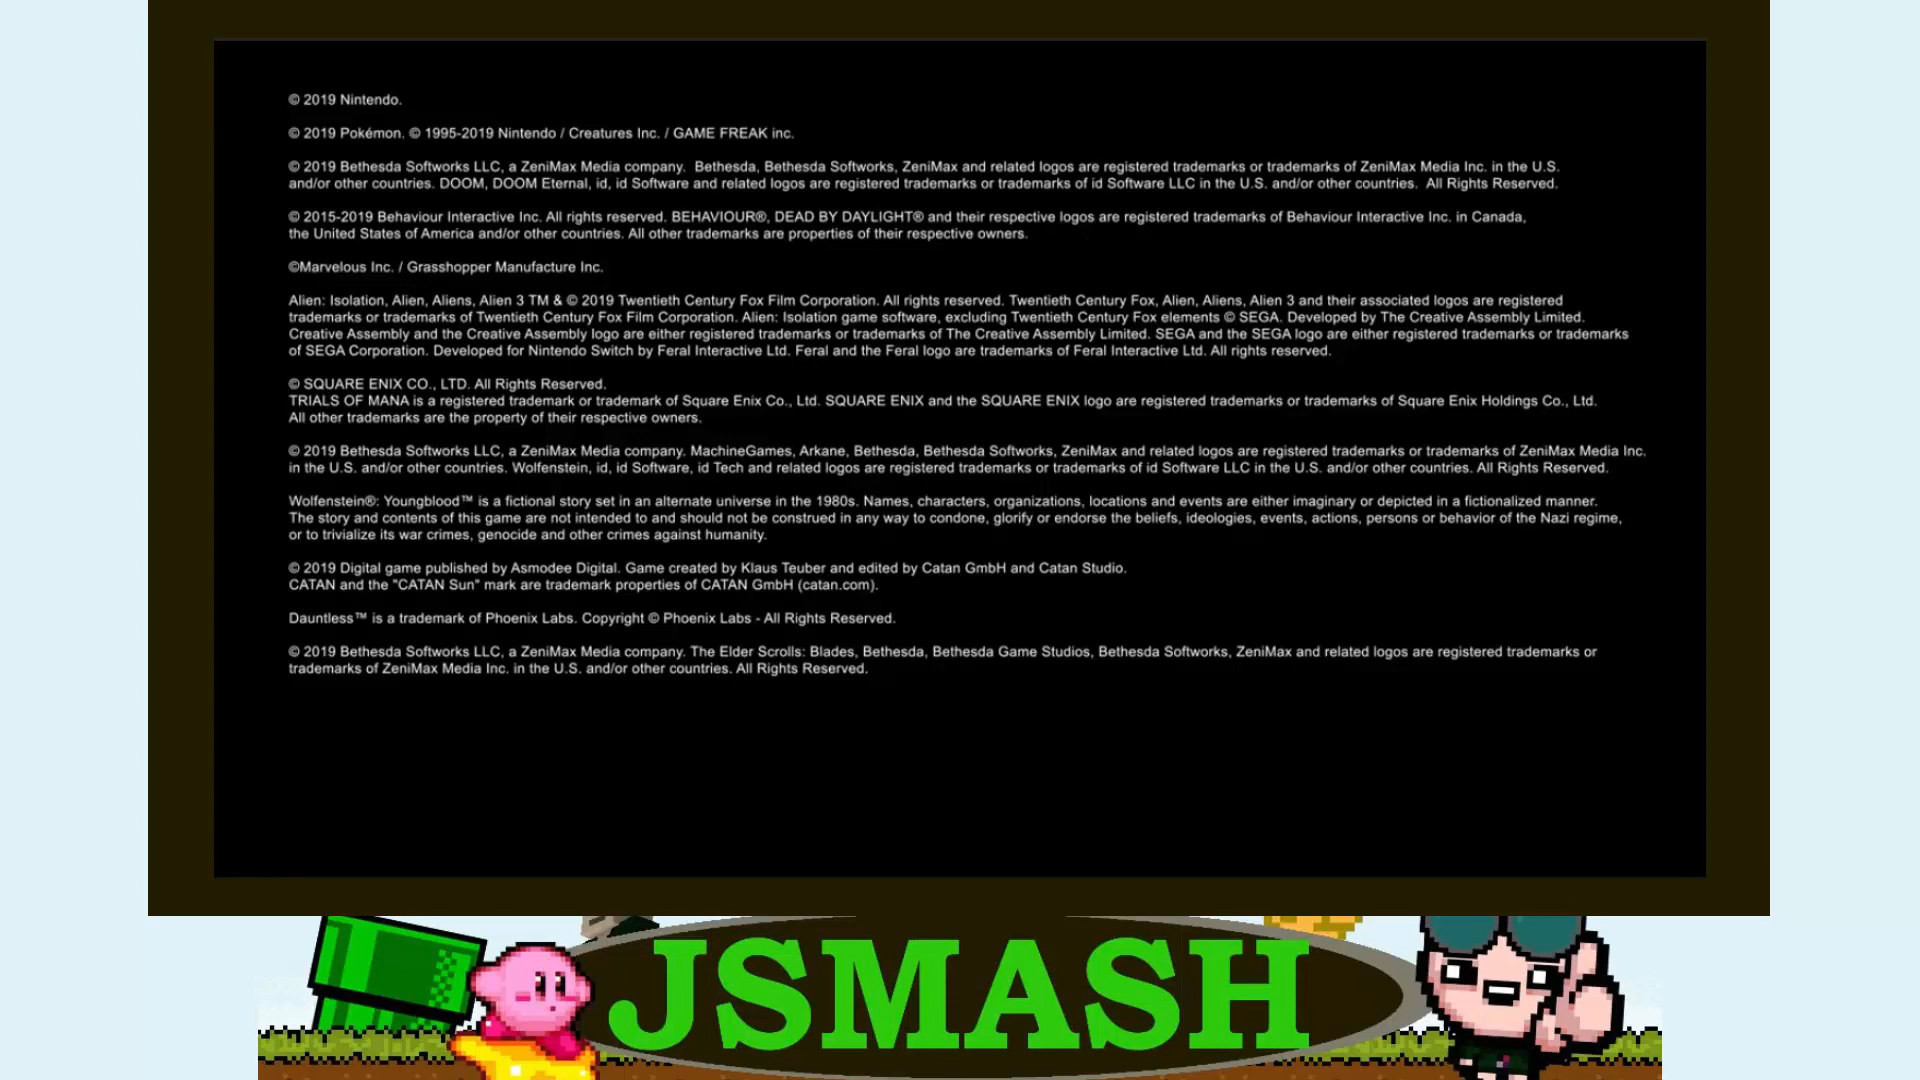 © 2019 Nintendo.
© 2019 Pokémon. © 1995-2019 Nintendo / Creatures Inc. / GAME FREAK inc.
© 2019 Bethesda Softworks LLC, a ZeniMax Media company.  Bethesda, Bethesda Softworks, ZeniMax and related logos are registered trademarks or trademarks of ZeniMax Media Inc. in the U.S.
and/or other countries. DOOM, DOOM Eternal, id, id Software and related logos are registered trademarks or trademarks of id Software LLC in the U.S. and/or other countries.  All Rights Reserved.
© 2015-2019 Behaviour Interactive Inc. All rights reserved. BEHAVIOUR®, DEAD BY DAYLIGHT® and their respective logos are registered trademarks of Behaviour Interactive Inc. in Canada,
the United States of America and/or other countries. All other trademarks are properties of their respective owners.
©Marvelous Inc. / Grasshopper Manufacture Inc.
Alien: Isolation, Alien, Aliens, Alien 3 TM & © 2019 Twentieth Century Fox Film Corporation. All rights reserved. Twentieth Century Fox, Alien, Aliens, Alien 3 and their associated logos are registered
trademarks or trademarks of Twentieth Century Fox Film Corporation. Alien: Isolation game software, excluding Twentieth Century Fox elements © SEGA. Developed by The Creative Assembly Limited.
Creative Assembly and the Creative Assembly logo are either registered trademarks or trademarks of The Creative Assembly Limited. SEGA and the SEGA logo are either registered trademarks or trademarks
of SEGA Corporation. Developed for Nintendo Switch by Feral Interactive Ltd. Feral and the Feral logo are trademarks of Feral Interactive Ltd. All rights reserved.
© SQUARE ENIX CO., LTD. All Rights Reserved.
TRIALS OF MANA is a registered trademark or trademark of Square Enix Co., Ltd. SQUARE ENIX and the SQUARE ENIX logo are registered trademarks or trademarks of Square Enix Holdings Co., Ltd.
All other trademarks are the property of their respective owners.
© 2019 Bethesda Softworks LLC, a ZeniMax Media company. MachineGames, Arkane, Bethesda, Bethesda Softworks, ZeniMax and related logos are registered trademarks or trademarks of ZeniMax Media Inc.
in the U.S. and/or other countries. Wolfenstein, id, id Software, id Tech and related logos are registered trademarks or trademarks of id Software LLC in the U.S. and/or other countries. All Rights Reserved.
Wolfenstein®: Youngblood™ is a fictional story set in an alternate universe in the 1980s. Names, characters, organizations, locations and events are either imaginary or depicted in a fictionalized manner.
The story and contents of this game are not intended to and should not be construed in any way to condone, glorify or endorse the beliefs, ideologies, events, actions, persons or behavior of the Nazi regime,
or to trivialize its war crimes, genocide and other crimes against humanity.
© 2019 Digital game published by Asmodee Digital. Game created by Klaus Teuber and edited by Catan GmbH and Catan Studio.
CATAN and the "CATAN Sun" mark are trademark properties of CATAN GmbH (catan.com).
Dauntless™ is a trademark of Phoenix Labs. Copyright © Phoenix Labs - All Rights Reserved.
© 2019 Bethesda Softworks LLC, a ZeniMax Media company. The Elder Scrolls: Blades, Bethesda, Bethesda Game Studios, Bethesda Softworks, ZeniMax and related logos are registered trademarks or
trademarks of ZeniMax Media Inc. in the U.S. and/or other countries. All Rights Reserved.
JSMASH